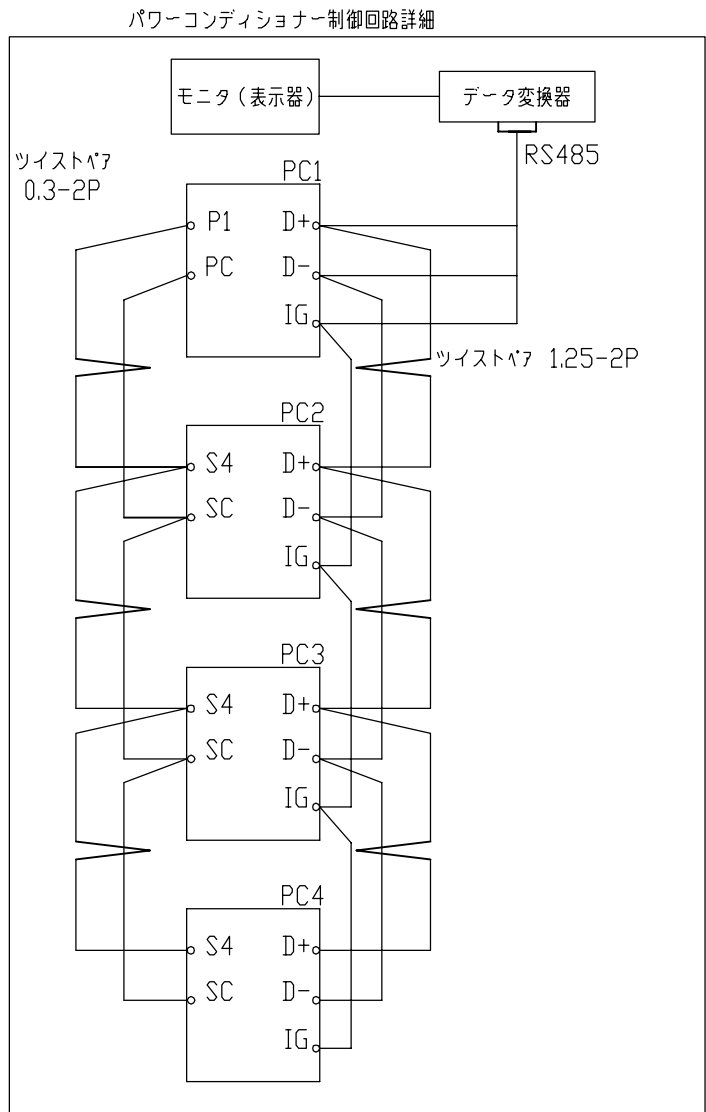 パワーコンディショナー制御回路詳細
モニタ(表示器)
データ変換器
RS485
ツイストペア
0.3-2P
PC1
P1 D+
PC D-
IG
ツイストペア 1.25-2P
PC2
S4 D+
SC D-
IG
PC3
S4 D+
SC D-
IG
PC4
S4 D+
SC D-
IG